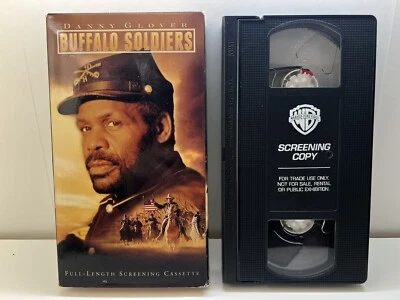 DANNY GLOVER
BUFFALO SOLDIERS
FULL-LENGTH SCREENING CASSETTE
SCREENING
COPY
FOR TRADE USE ONLY.
NOT FOR SALE, RENTAL
OR PUBLIC EXHIBITION.